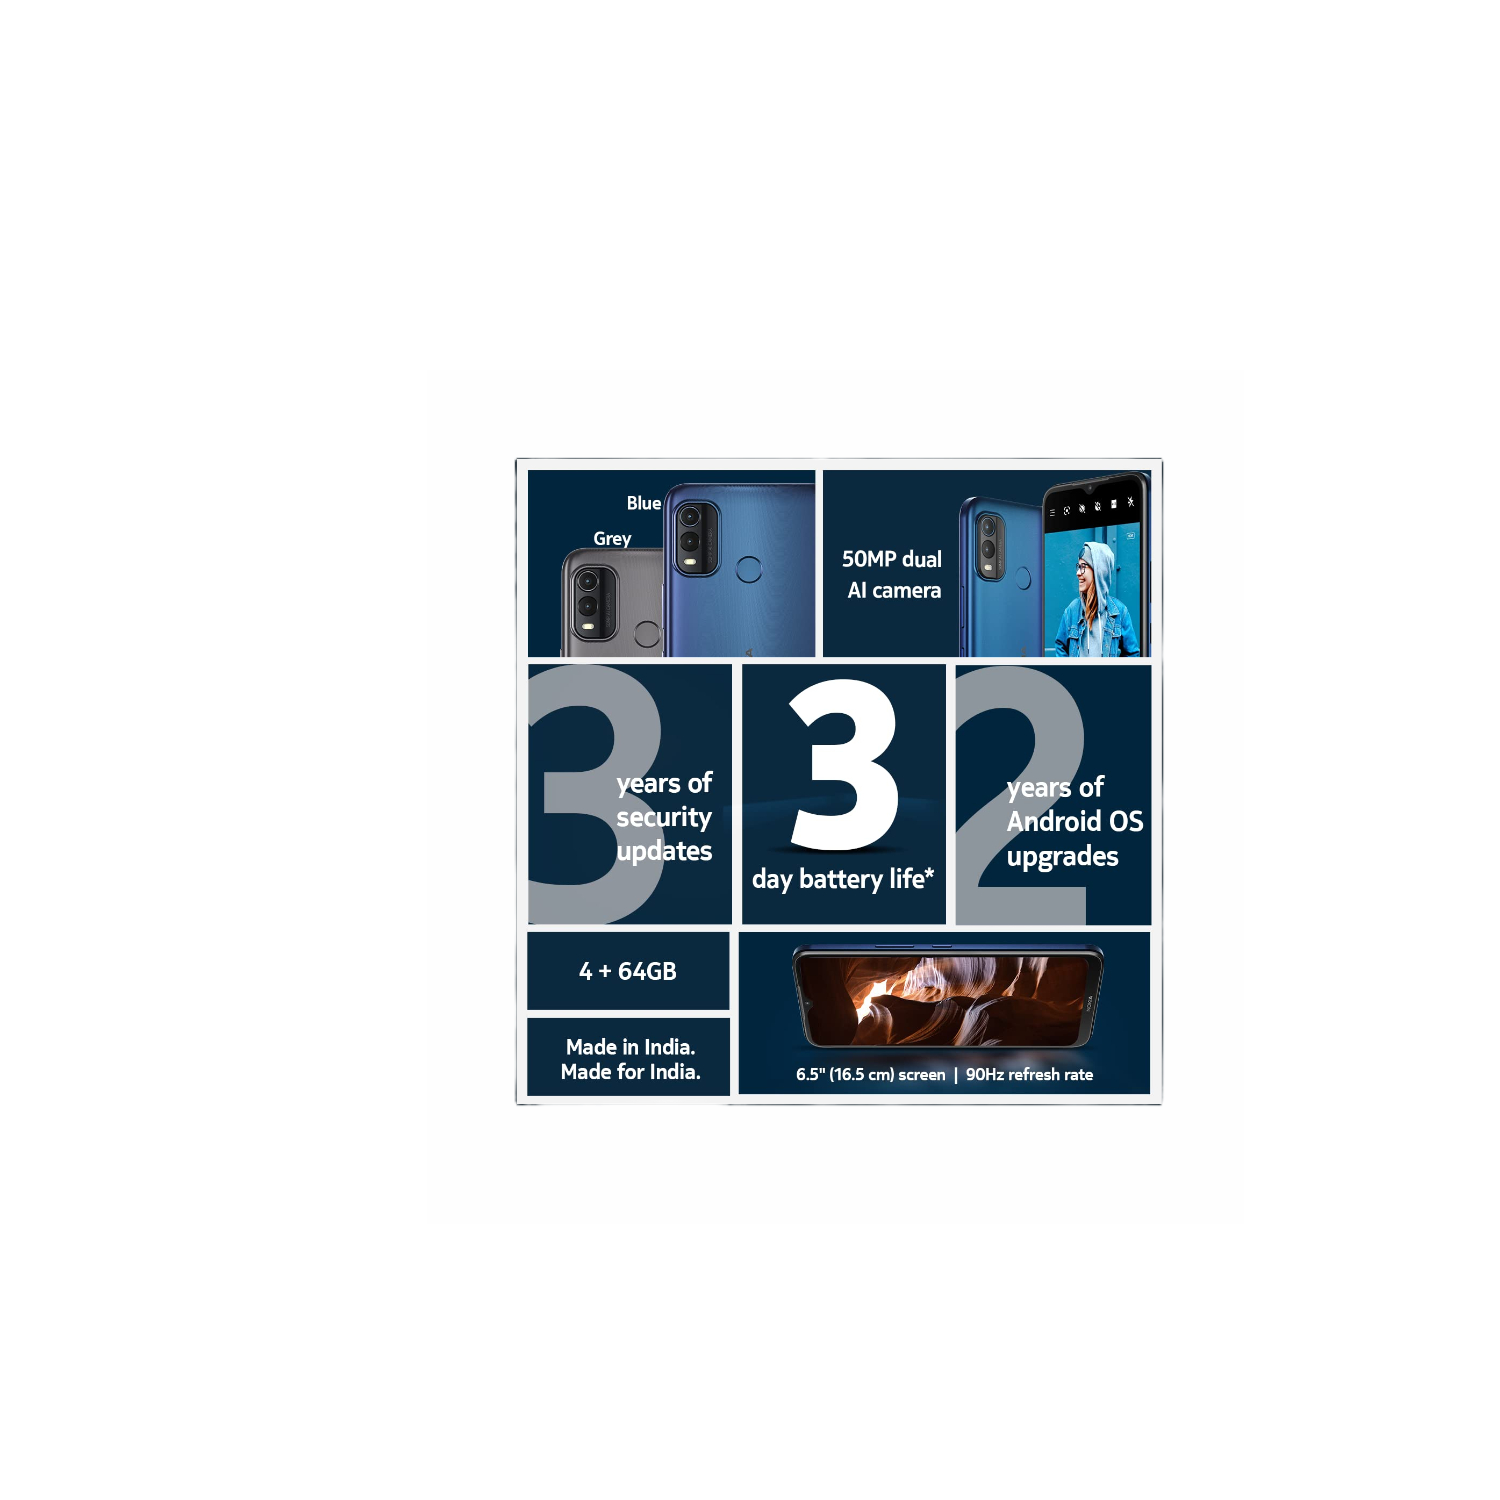 Blue
Grey
50MP dual
AI camera
3
years of
security
updates
3
day battery life*
2
years of
Android OS
upgrades
4 + 64GB
Made in India.
Made for India.
NOKIA
6.5" (16.5 cm) screen | 90Hz refresh rate